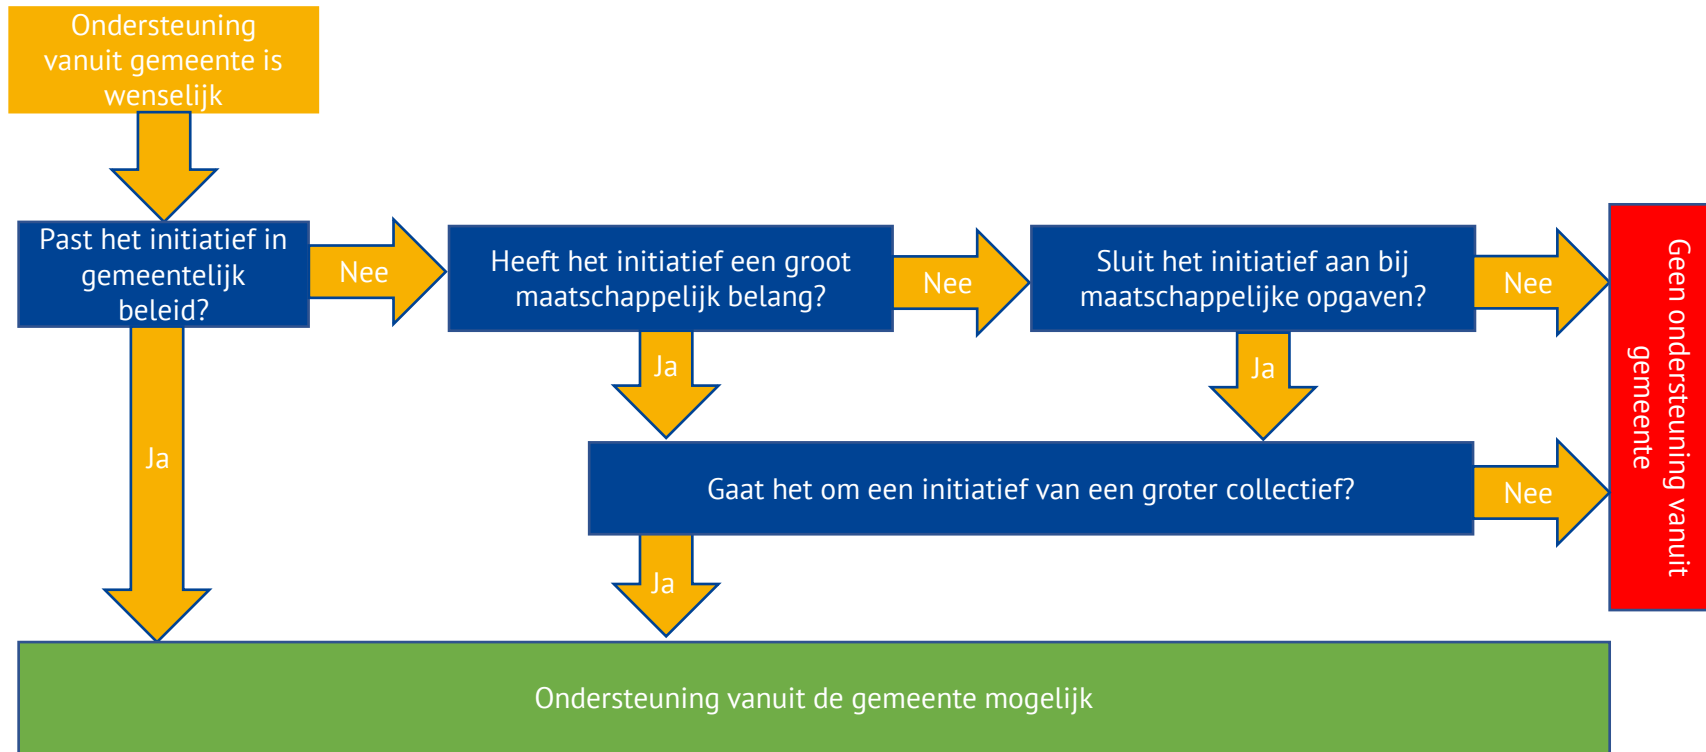 Ondersteuning
vanuit gemeente is
wenselijk
Past het initiatief in
gemeentelijk
beleid?
Nee
Heeft het initiatief een groot
maatschappelijk belang?
Nee
Sluit het initiatief aan bij
maatschappelijke opgaven?
Nee
Geen ondersteuning vanuit
gemeente
Ja
Ja
Ja
Gaat het om een initiatief van een groter collectief?
Nee
Ja
Ondersteuning vanuit de gemeente mogelijk